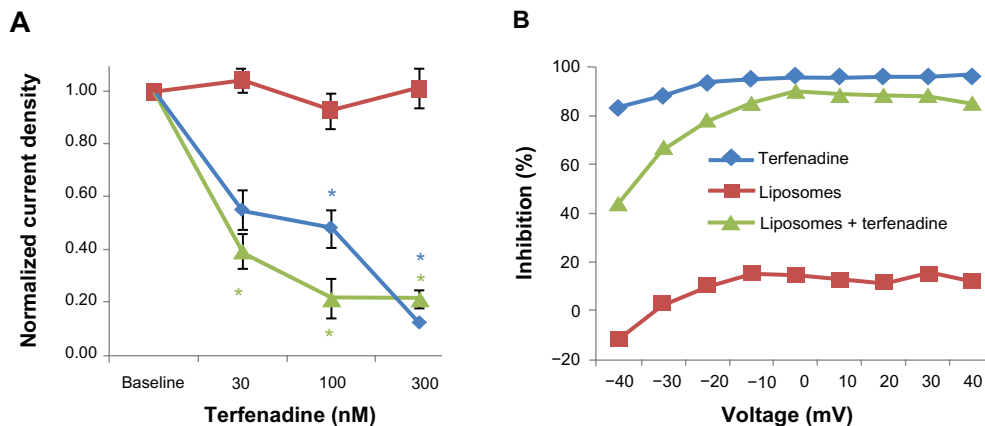 A
Normalized current density
1.00
0.80
0.60
0.40
0.20
0.00
*
*
*
*
*
Baseline 30 100 300
Terfenadine (nM)
B
Inhibition (%)
100
80
60
40
20
0
−20
Terfenadine
Liposomes
Liposomes + terfenadine
−40 −30 −20 −10 0 10 20 30 40
Voltage (mV)